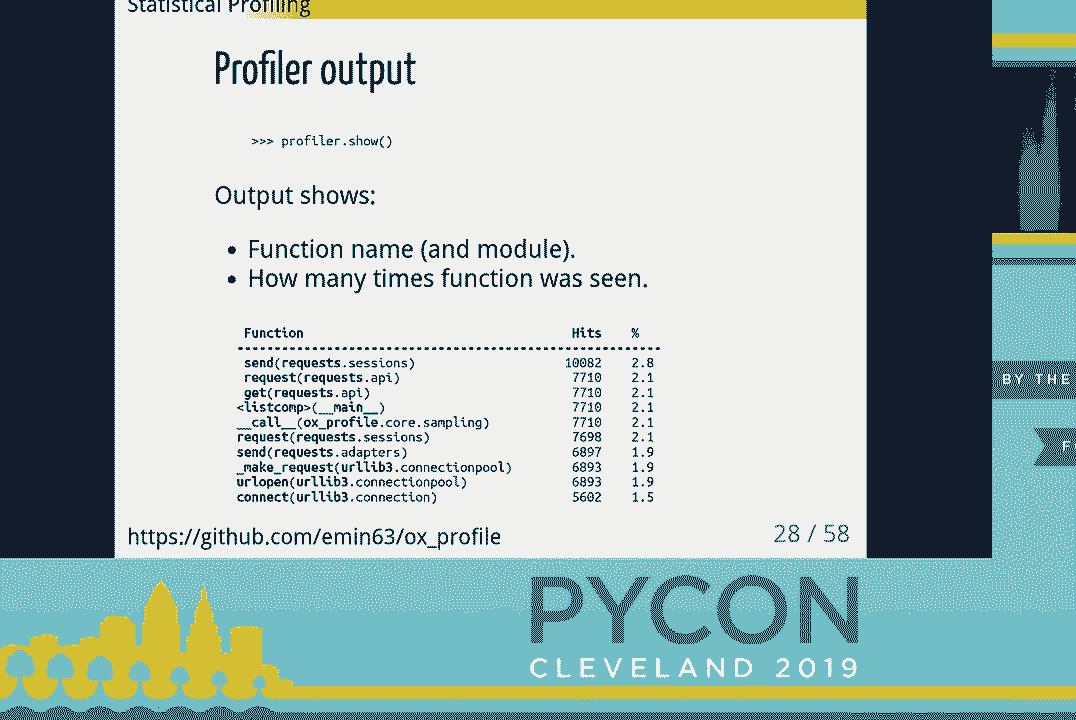 Statistical Profiling
Profiler output
>>> profiler.show()
Output shows:
• Function name (and module).
• How many times function was seen.
Function Hits %
------------------------------------------------------------
send(requests.sessions) 10082 2.8
request(requests.api) 7710 2.1
get(requests.api) 7710 2.1
<listcomp>(__main__) 7710 2.1
__call__(ox_profile.core.sampling) 7710 2.1
request(requests.sessions) 7698 2.1
send(requests.adapters) 6897 1.9
_make_request(urllib3.connectionpool) 6893 1.9
urlopen(urllib3.connectionpool) 6893 1.9
connect(urllib3.connection) 5602 1.5
https://github.com/emin63/ox_profile 28 / 58
BY THE
PYCON
CLEVELAND 2019